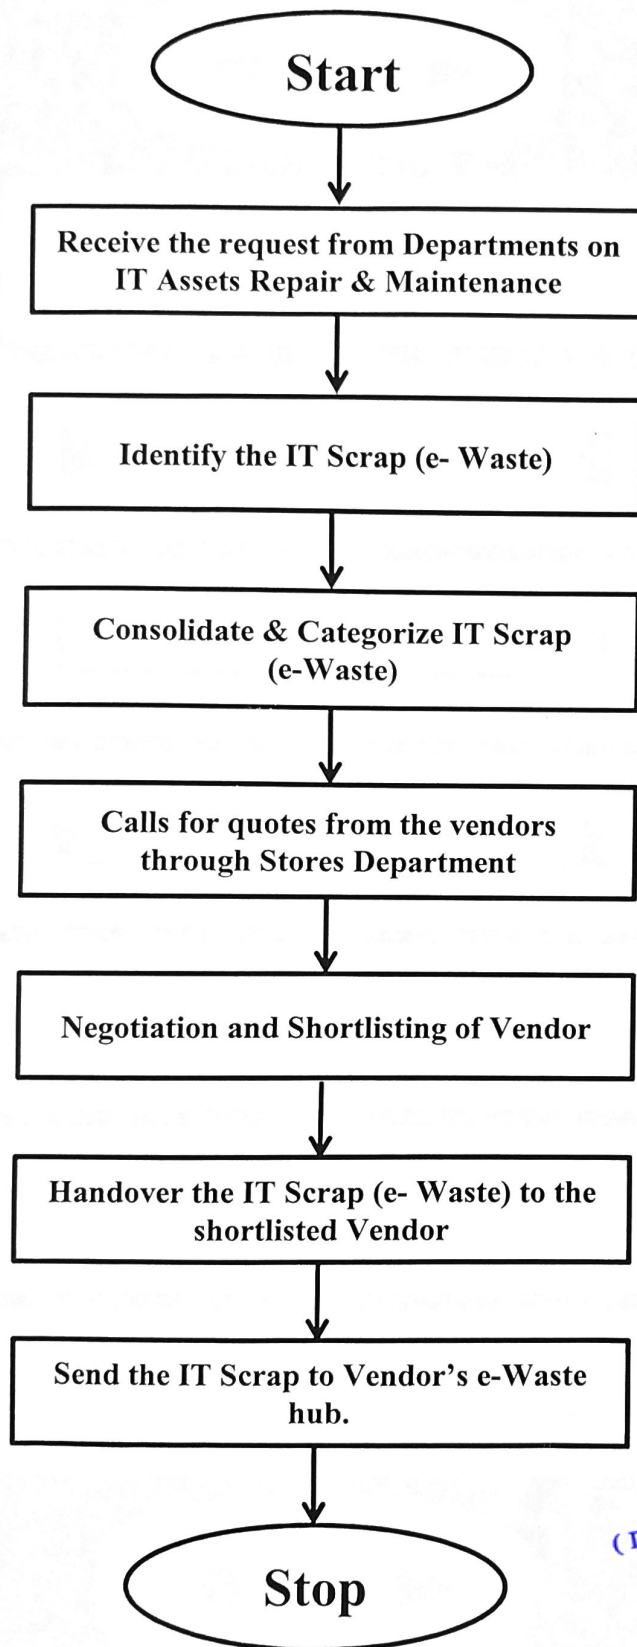 Start
Receive the request from Departments on
IT Assets Repair & Maintenance
Identify the IT Scrap (e- Waste)
Consolidate & Categorize IT Scrap
(e-Waste)
Calls for quotes from the vendors
through Stores Department
Negotiation and Shortlisting of Vendor
Handover the IT Scrap (e- Waste) to the
shortlisted Vendor
Send the IT Scrap to Vendor's e-Waste
hub.
Stop